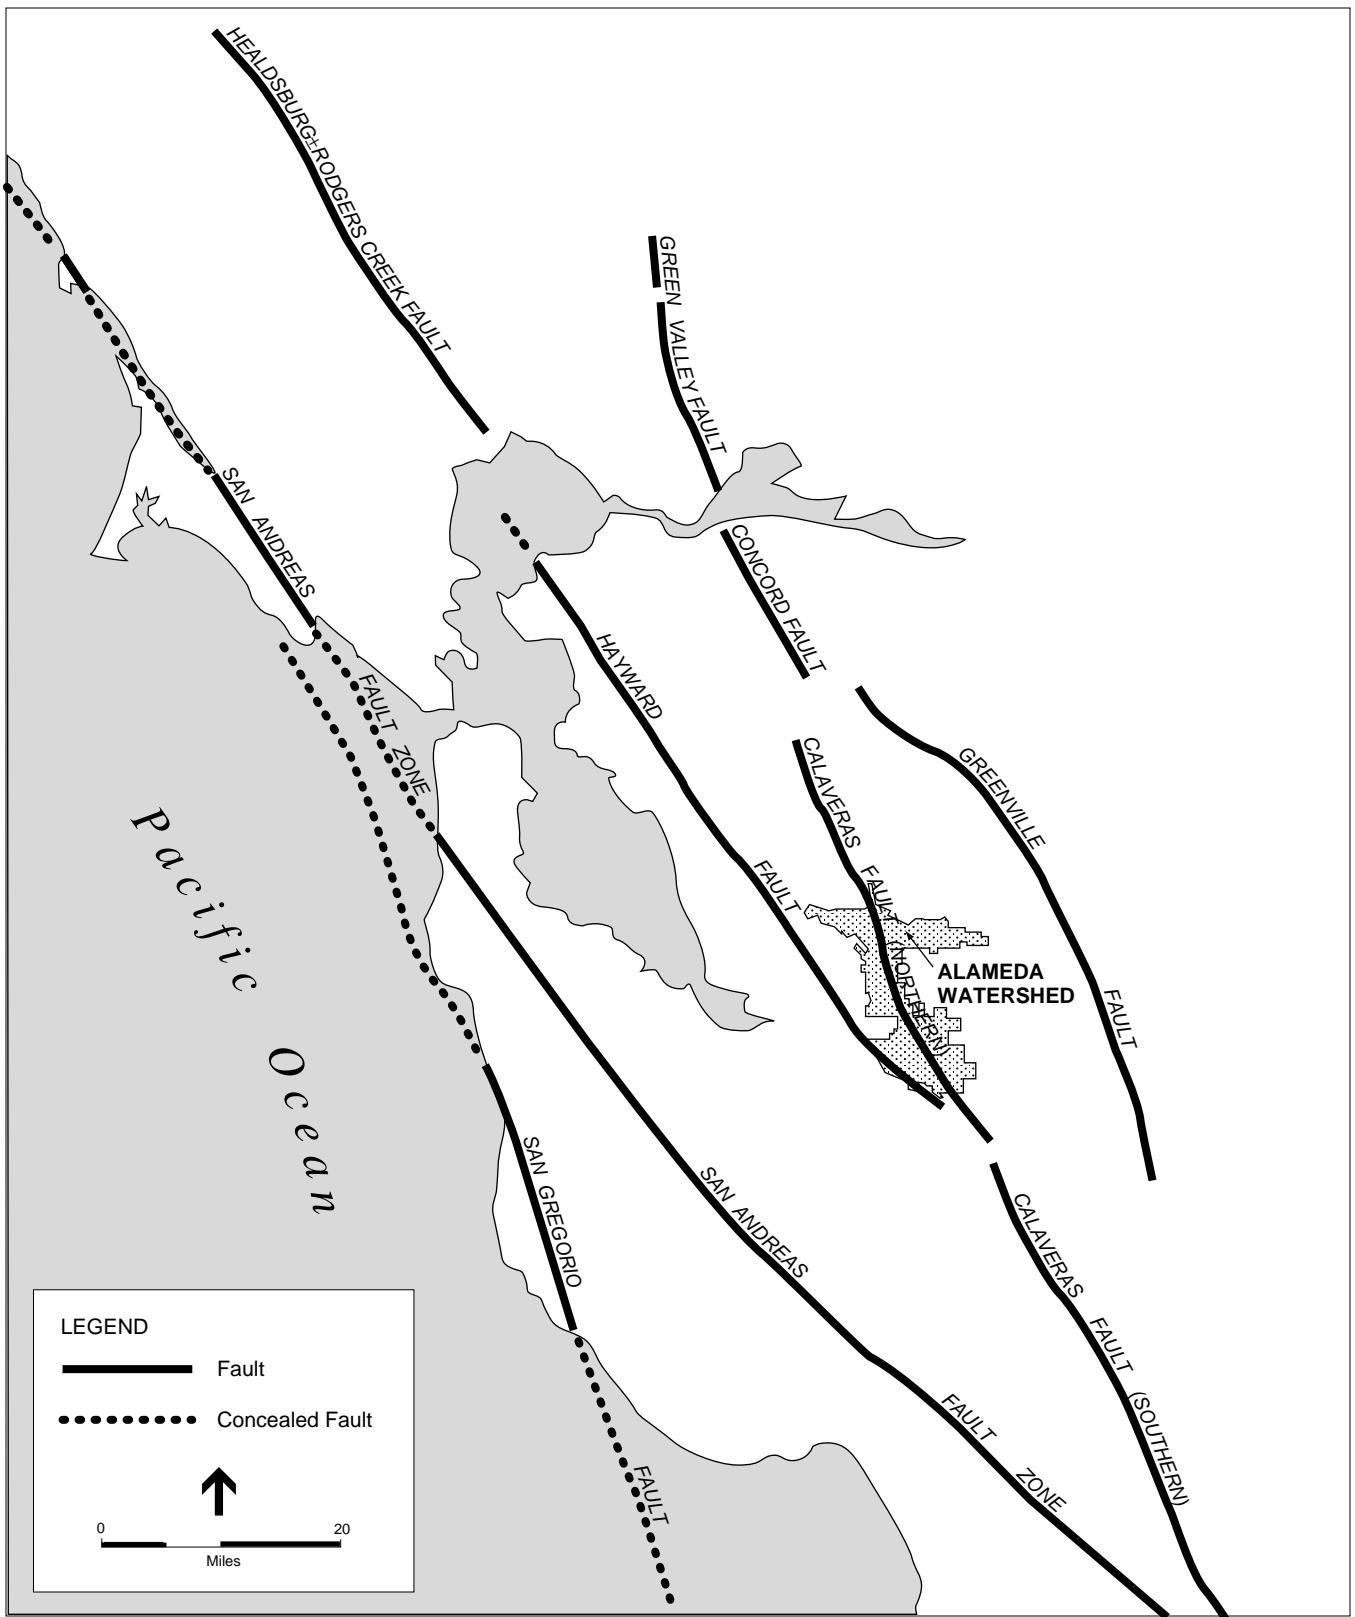 HEALDSBURG±RODGERS CREEK FAULT
GREEN VALLEY FAULT
SAN ANDREAS
FAULT ZONE
CONCORD FAULT
HAYWARD
FAULT
CALAVERAS FAULT (NORTHERN)
GREENVILLE
FAULT
ALAMEDA
WATERSHED
Pacific
Ocean
SAN GREGORIO
FAULT
SAN ANDREAS
FAULT
ZONE
CALAVERAS FAULT (SOUTHERN)
LEGEND
Fault
Concealed Fault
0 20
Miles